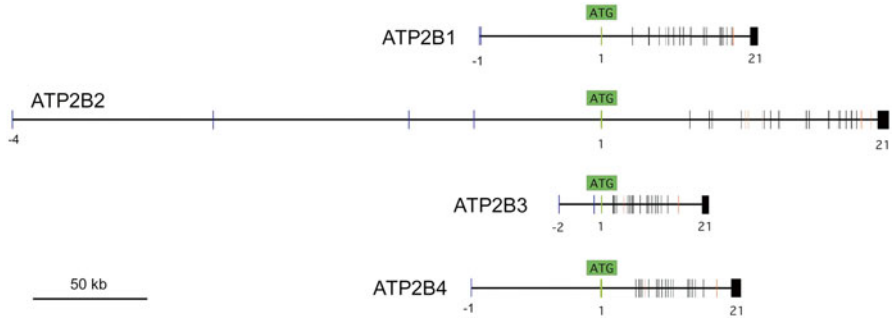 ATG
ATP2B1
-1 1 21
ATP2B2
ATG
-4 1 21
ATG
ATP2B3
-2 1 21
50 kb
ATG
ATP2B4
-1 1 21